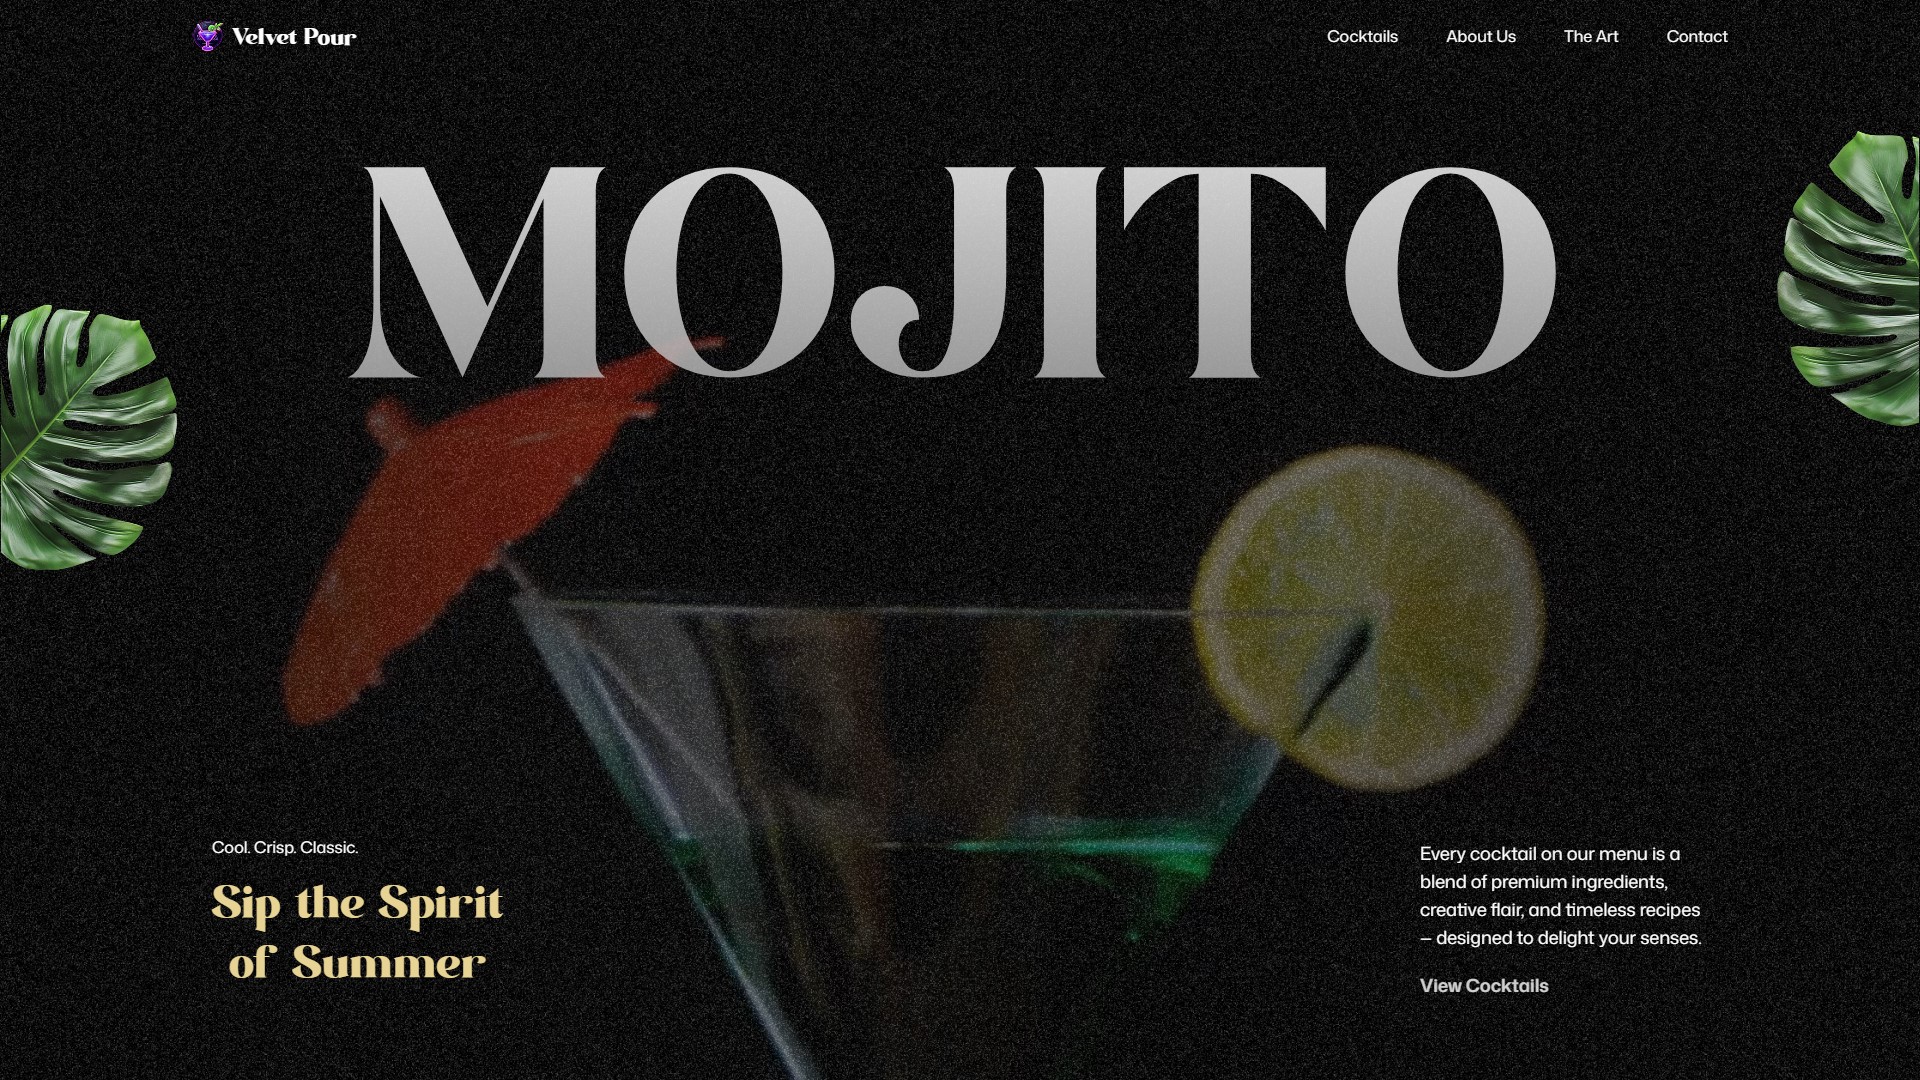 Velvet Pour
Cocktails
About Us
The Art
Contact
MOJITO
Cool. Crisp. Classic.
Sip the Spirit
of Summer
Every cocktail on our menu is a
blend of premium ingredients,
creative flair, and timeless recipes
— designed to delight your senses.
View Cocktails